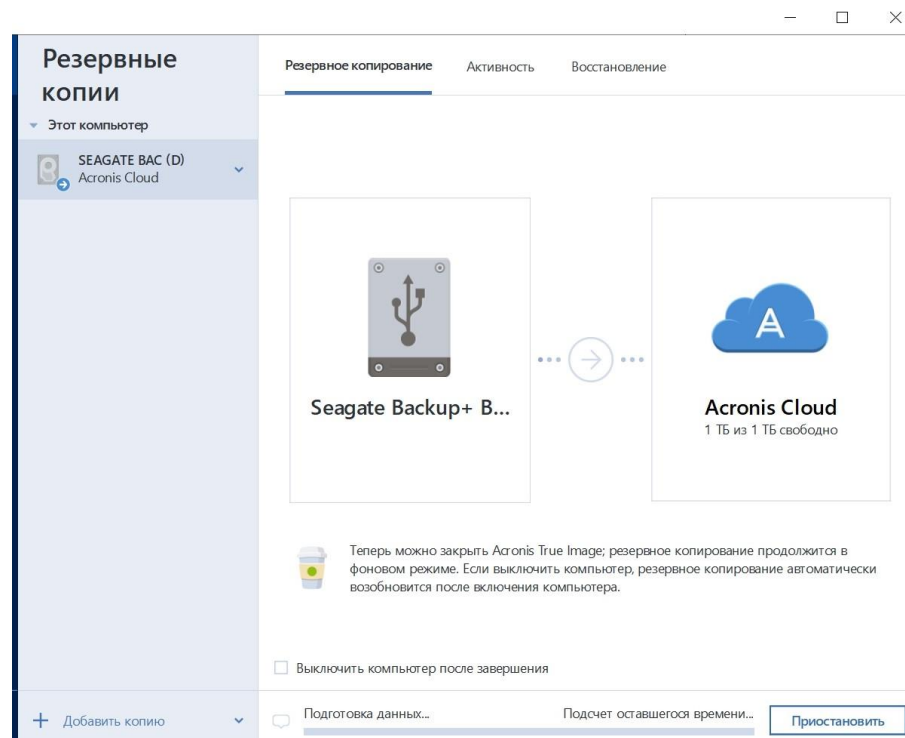 Резервные
копии
Этот компьютер
SEAGATE BAC (D)
Acronis Cloud
Резервное копирование
Активность
Восстановление
Seagate Backup+ B...
A
Acronis Cloud
1 ТБ из 1 ТБ свободно
Теперь можно закрыть Acronis True Image; резервное копирование продолжится в
фоновом режиме. Если выключить компьютер, резервное копирование автоматически
возобновится после включения компьютера.
Выключить компьютер после завершения
Добавить копию
Подготовка данных...
Подсчет оставшегося времени...
Приостановить